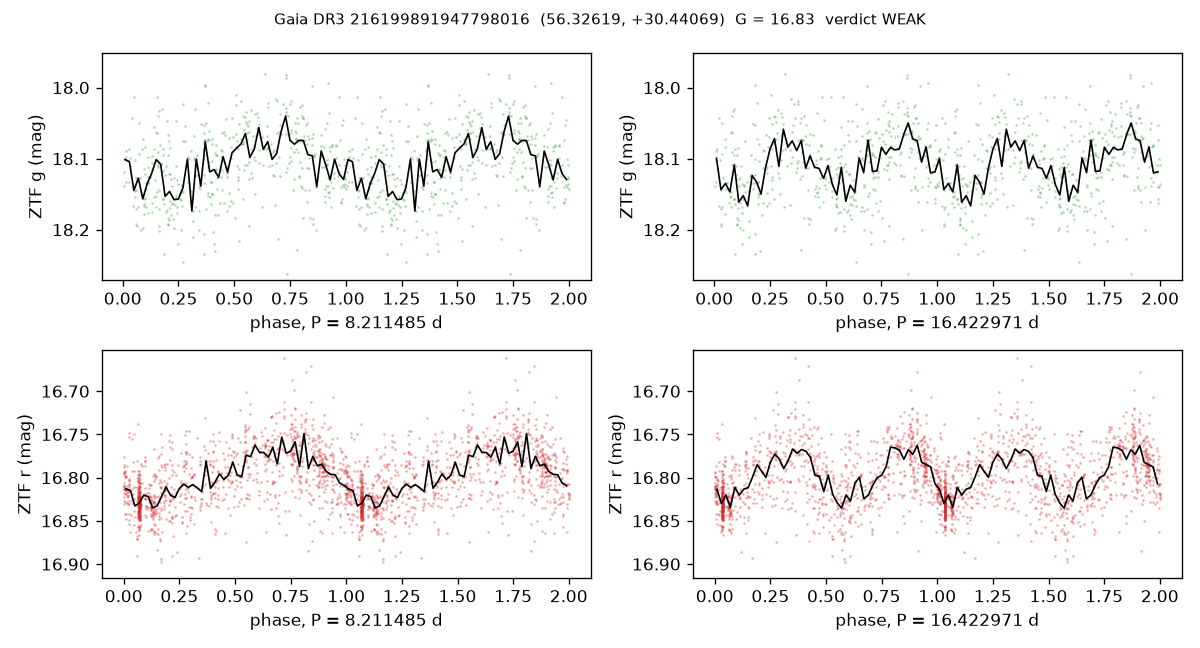 Gaia DR3 216199891947798016 (56.32619, +30.44069) G = 16.83 verdict WEAK
ZTF g (mag)
18.0
18.1
18.2
0.00 0.25 0.50 0.75 1.00 1.25 1.50 1.75 2.00
phase, P = 8.211485 d
ZTF g (mag)
18.0
18.1
18.2
0.00 0.25 0.50 0.75 1.00 1.25 1.50 1.75 2.00
phase, P = 16.422971 d
ZTF r (mag)
16.70
16.75
16.80
16.85
16.90
0.00 0.25 0.50 0.75 1.00 1.25 1.50 1.75 2.00
phase, P = 8.211485 d
ZTF r (mag)
16.70
16.75
16.80
16.85
16.90
0.00 0.25 0.50 0.75 1.00 1.25 1.50 1.75 2.00
phase, P = 16.422971 d